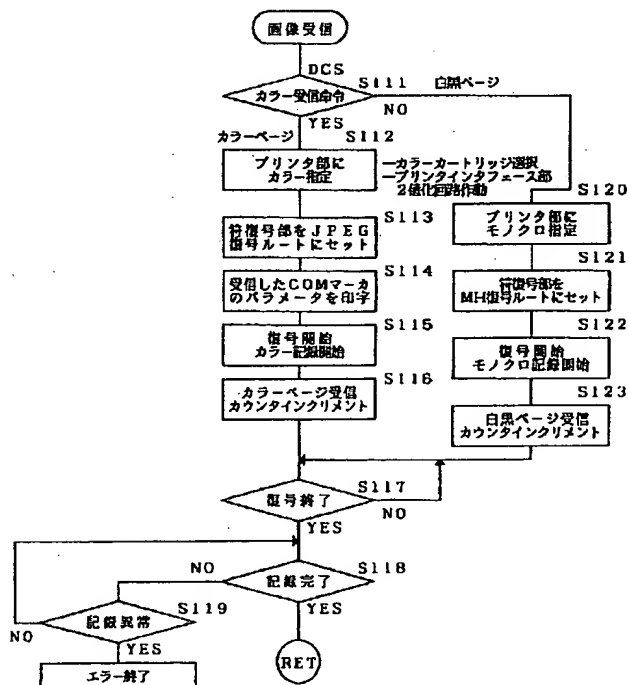 画像受信
DCS
S111
白黒ページ
カラー受信命令
NO
YES
カラーページ
S112
プリンタ部に
カラー指定
—カラーカートリッジ選択
—プリンタインタフェース部
2値化回路作動
S113
符復号部をJPEG
復号ルートにセット
S114
受信したCOMマーカ
のパラメータを印字
S115
復号開始
カラー記録開始
S116
カラーページ受信
カウンタインクリメント
S120
プリンタ部に
モノクロ指定
S121
符復号部を
MH復号ルートにセット
S122
復号開始
モノクロ記録開始
S123
白黒ページ受信
カウンタインクリメント
S117
復号終了
NO
YES
S118
NO
記録完了
YES
S119
記録異常
NO
YES
エラー終了
RET